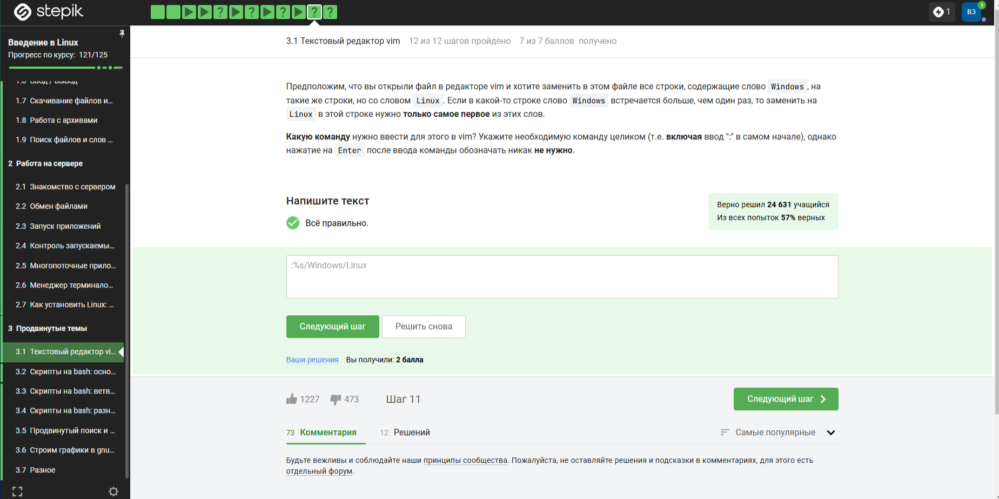 stepik
? ? ? ? ?
1
ВЗ
1
Введение в Linux
Прогресс по курсу: 121/125
1.6 Ввод / вывод
1.7 Скачивание файлов и...
1.8 Работа с архивами
1.9 Поиск файлов и слов ...
2 Работа на сервере
2.1 Знакомство с сервером
2.2 Обмен файлами
2.3 Запуск приложений
2.4 Контроль запускаемы...
2.5 Многопоточные прило...
2.6 Менеджер терминало...
2.7 Как установить Linux: ...
3 Продвинутые темы
3.1 Текстовый редактор vi...
3.2 Скрипты на bash: осно...
3.3 Скрипты на bash: ветв...
3.4 Скрипты на bash: разн...
3.5 Продвинутый поиск и ...
3.6 Строим графики в gnu...
3.7 Разное
3.1 Текстовый редактор vim 12 из 12 шагов пройдено 7 из 7 баллов получено
Предположим, что вы открыли файл в редакторе vim и хотите заменить в этом файле все строки, содержащие слово Windows, на
такие же строки, но со словом Linux. Если в какой-то строке слово Windows встречается больше, чем один раз, то заменить на
Linux в этой строке нужно только самое первое из этих слов.
Какую команду нужно ввести для этого в vim? Укажите необходимую команду целиком (т.е. включая ввод ":" в самом начале), однако
нажатие на Enter после ввода команды обозначать никак не нужно.
Напишите текст
Всё правильно.
Верно решил 24 631 учащийся
Из всех попыток 57% верных
:%s/Windows/Linux
Следующий шаг
Решить снова
Ваши решения Вы получили: 2 балла
1227 473 Шаг 11
Следующий шаг
73 Комментария 12 Решений
Самые популярные
Будьте вежливы и соблюдайте наши принципы сообщества. Пожалуйста, не оставляйте решения и подсказки в комментариях, для этого есть
отдельный форум.